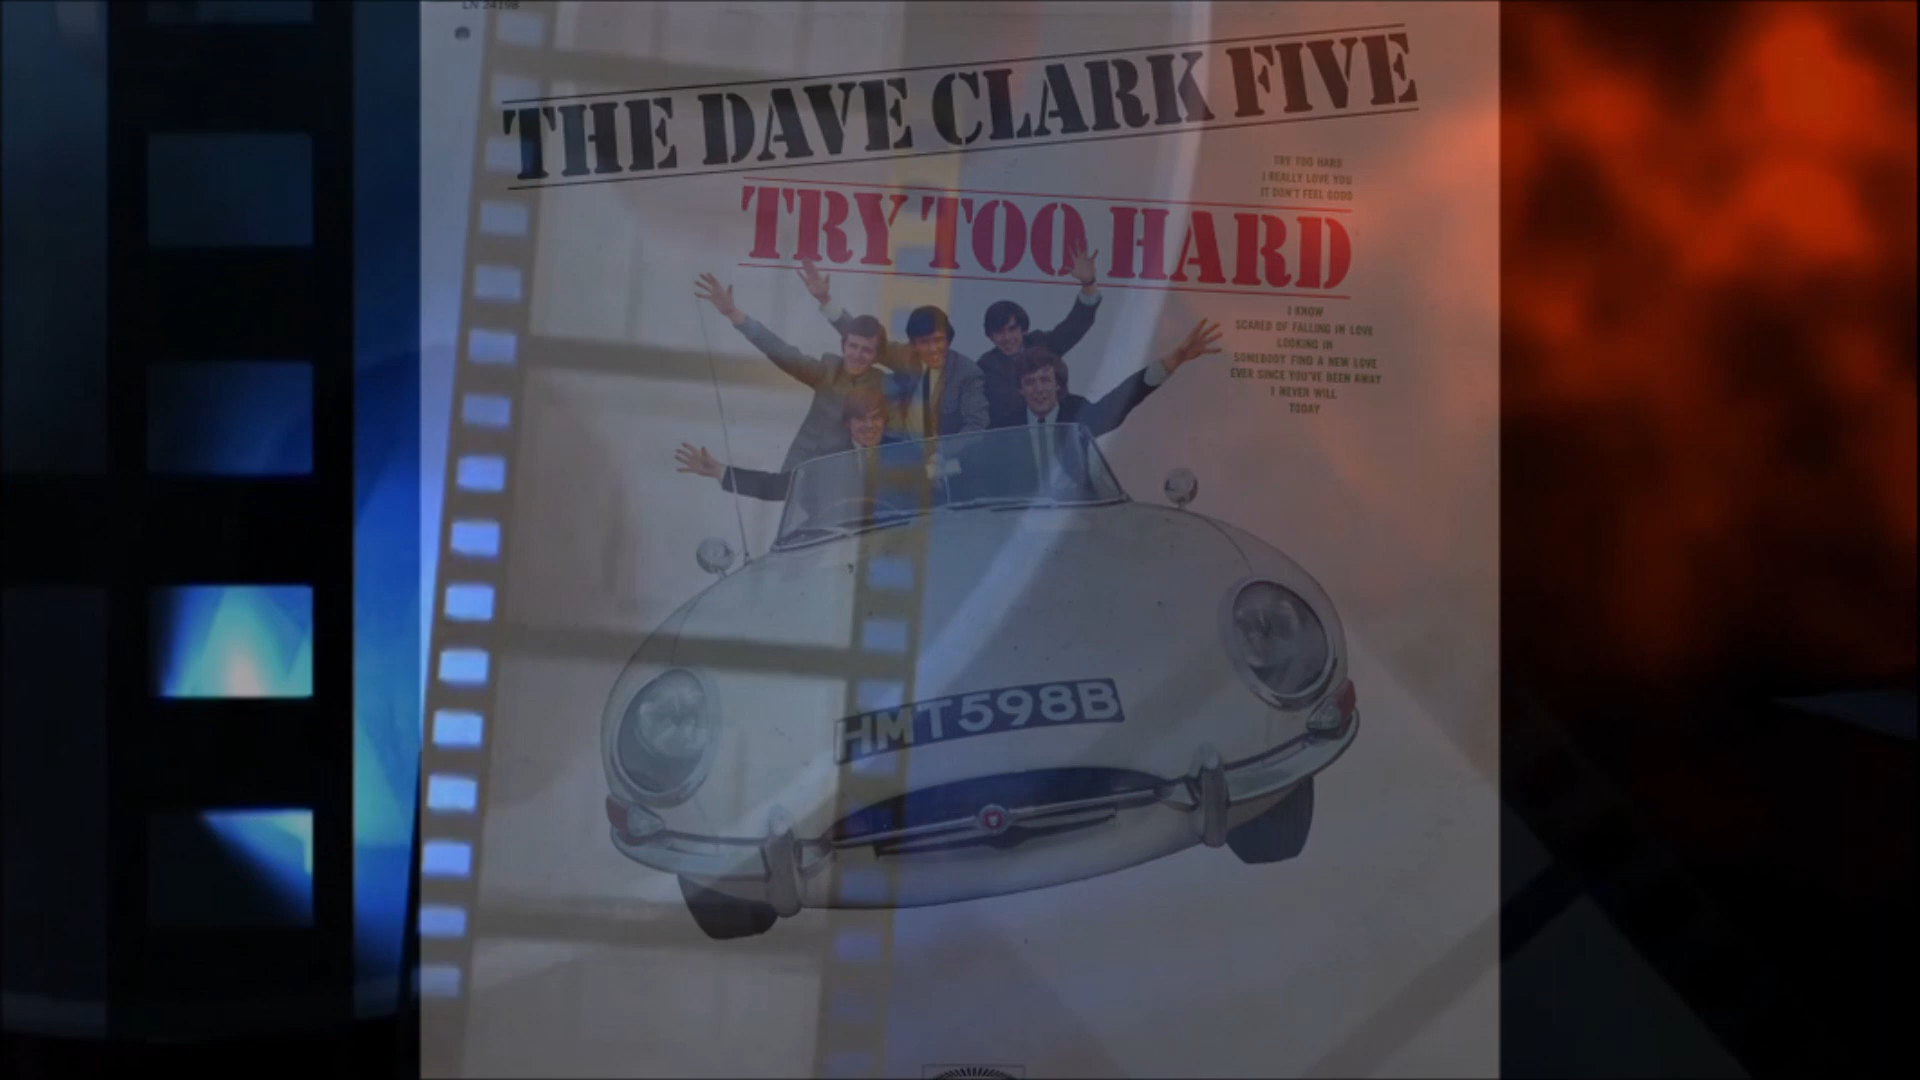 LN 24198
THE DAVE CLARK FIVE
TRY TOO HARD
I REALLY LOVE YOU
IT DON'T FEEL GOOD
TRY TOO HARD
I KNOW
SCARED OF FALLING IN LOVE
LOOKING IN
SOMEBODY FIND A NEW LOVE
EVER SINCE YOU'VE BEEN AWAY
I NEVER WILL
TODAY
HMT598B